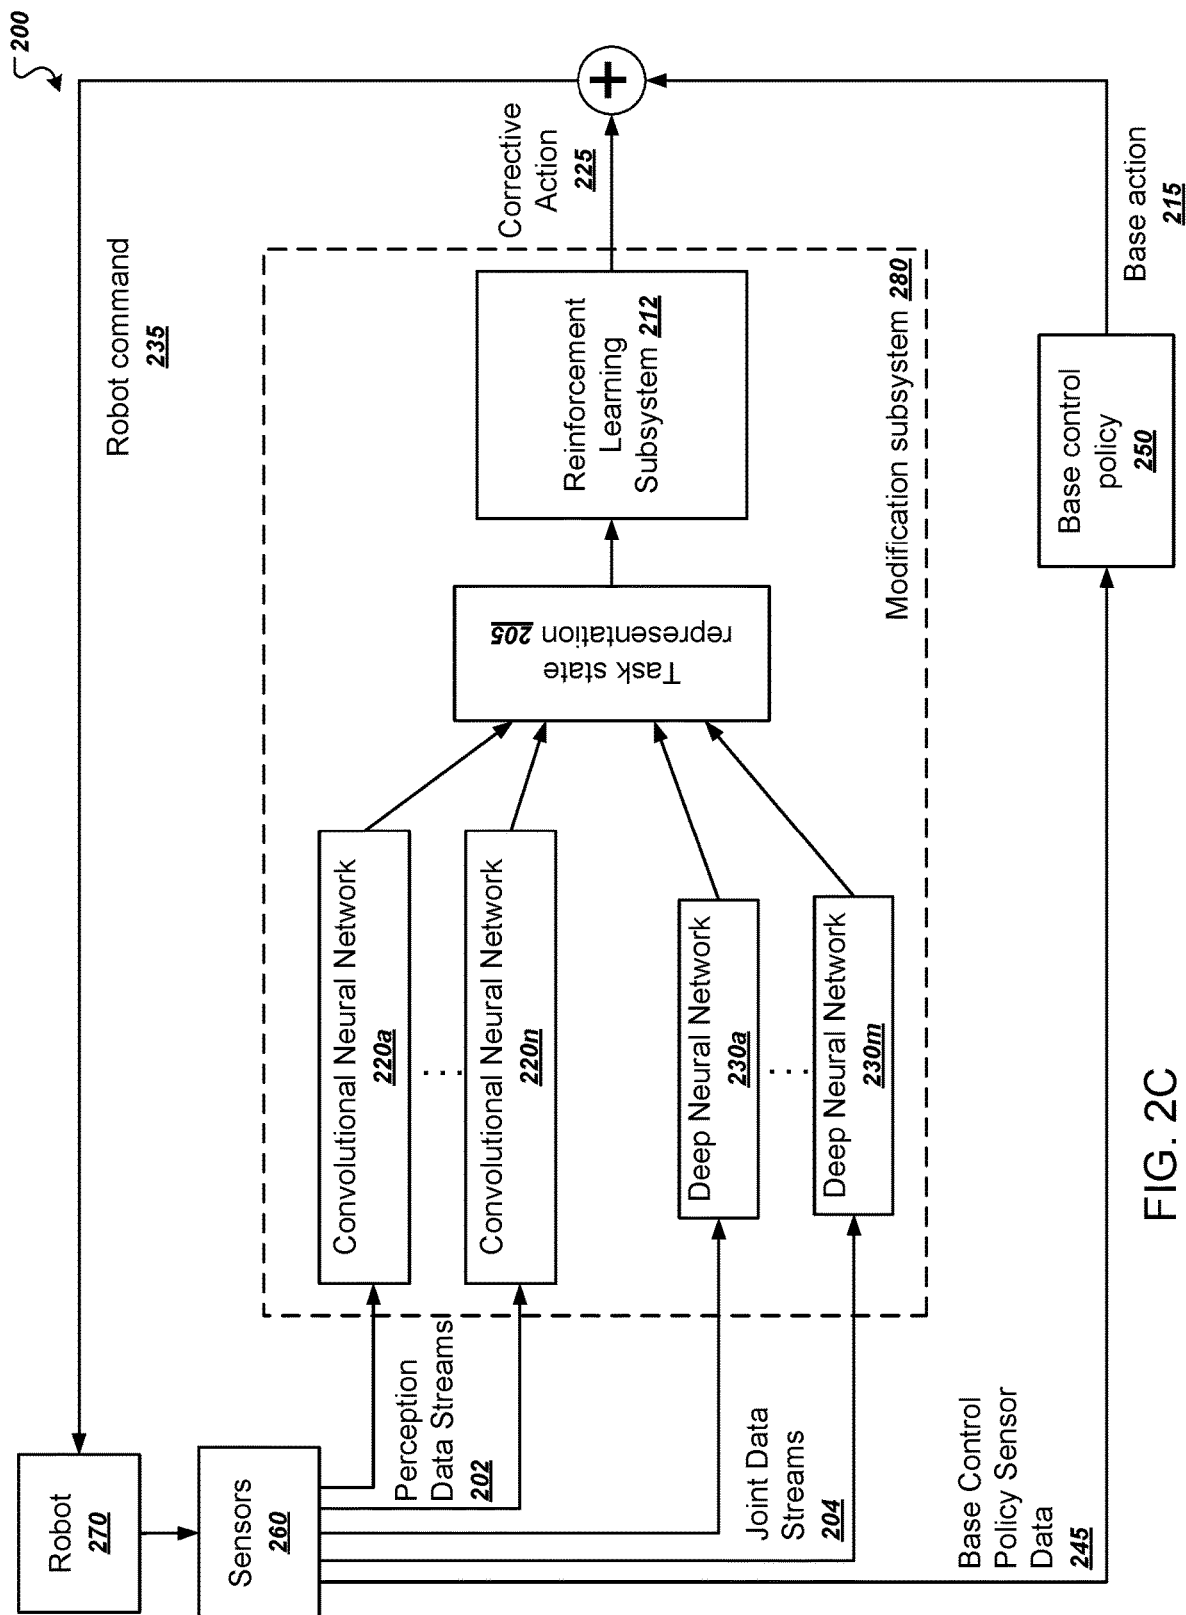 200
Robot command
235
Robot
270
Sensors
260
Perception
Data Streams
202
Joint Data
Streams
204
Base Control
Policy Sensor
Data
245
Convolutional Neural Network
220a
. . . .
Convolutional Neural Network
220n
Deep Neural Network
230a
. . . .
Deep Neural Network
230m
Task state
representation 205
Reinforcement
Learning
Subsystem 212
Modification subsystem 280
Corrective
Action
225
+
Base control
policy
250
Base action
215
FIG. 2C